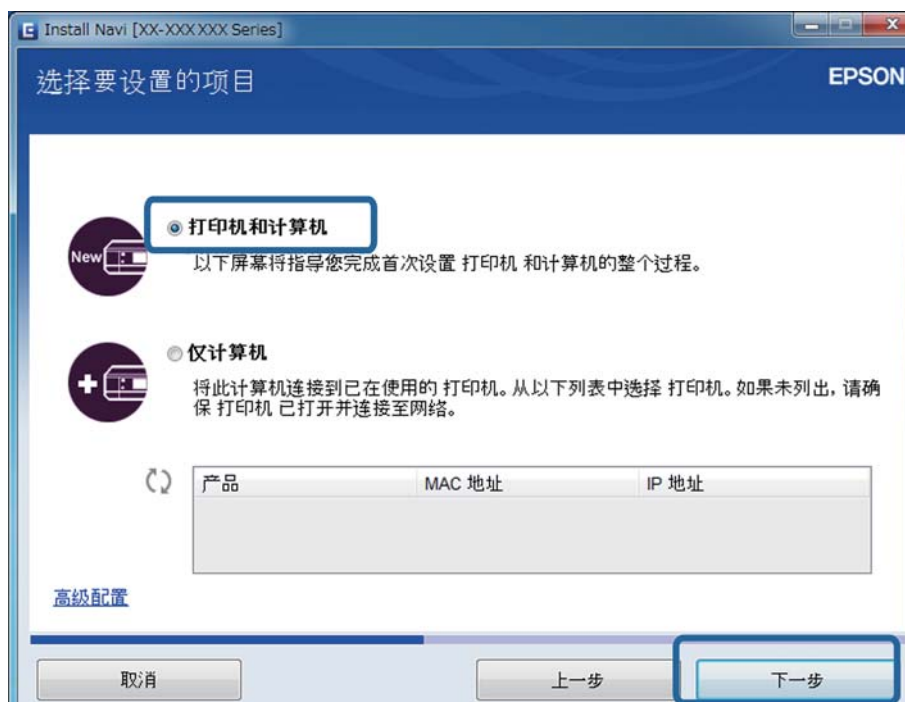 Install Navi [XX-XXX XXX Series]
选择要设置的项目
EPSON
New
打印机和计算机
以下屏幕将指导您完成首次设置 打印机 和计算机的整个过程。
仅计算机
将此计算机连接到已在使用的 打印机。从以下列表中选择 打印机。如果未列出，请确
保 打印机 已打开并连接至网络。
产品 MAC 地址 IP 地址
高级配置
取消 上一步 下一步